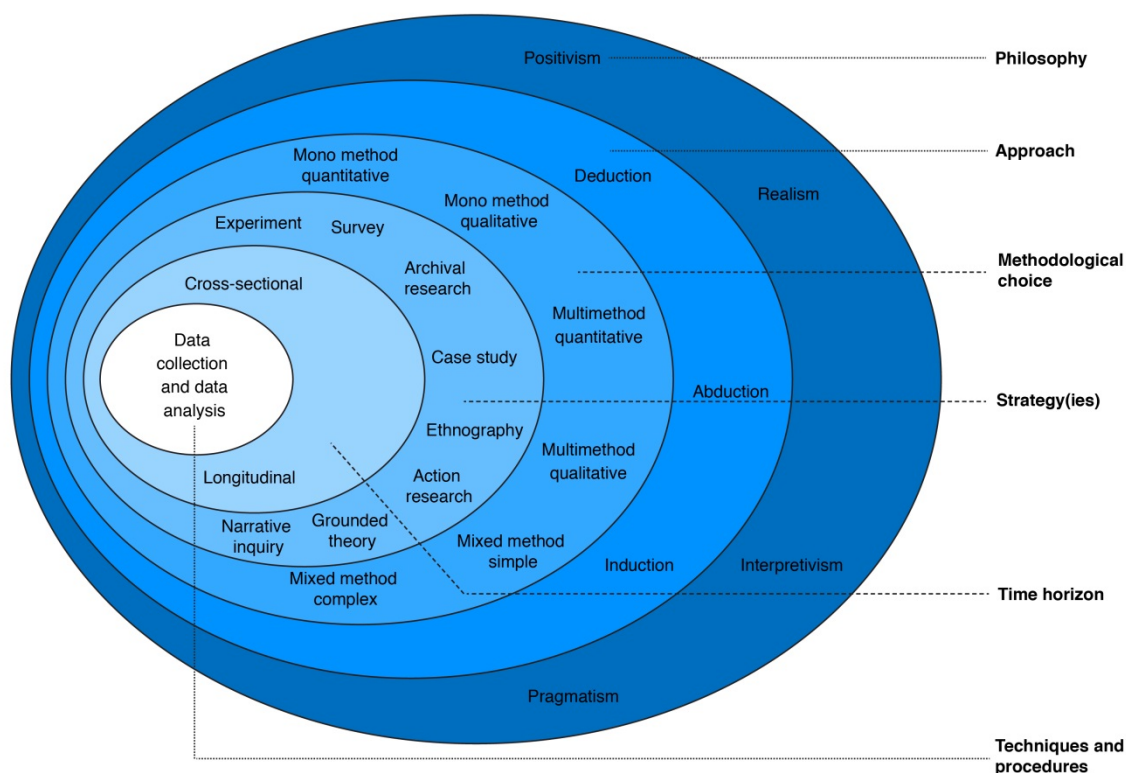 Positivism
Philosophy
Approach
Deduction
Realism
Mono method
quantitative
Mono method
qualitative
Experiment
Survey
Archival
research
Methodological
choice
Cross-sectional
Multimethod
quantitative
Data
collection
and data
analysis
Case study
Abduction
Strategy(ies)
Ethnography
Multimethod
qualitative
Longitudinal
Action
research
Narrative
inquiry
Grounded
theory
Mixed method
simple
Mixed method
complex
Induction
Interpretivism
Time horizon
Pragmatism
Techniques and
procedures